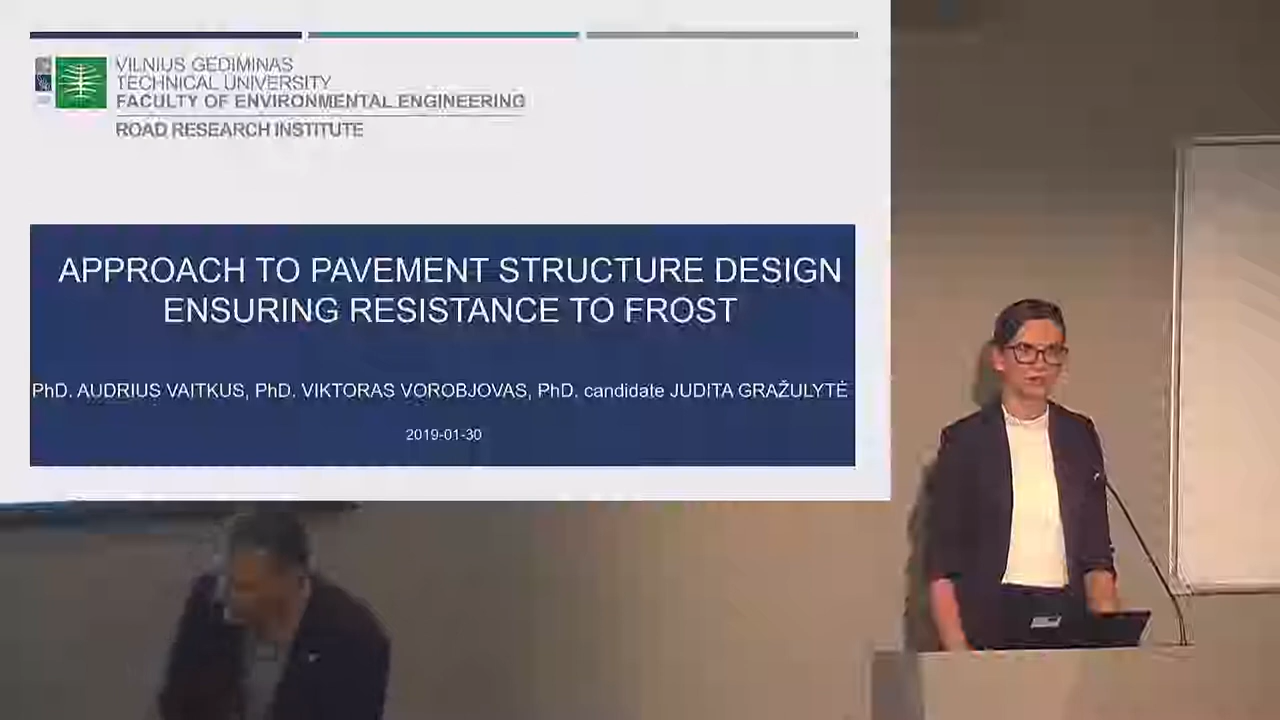 VILNIUS GEDIMINAS
TECHNICAL UNIVERSITY
FACULTY OF ENVIRONMENTAL ENGINEERING
ROAD RESEARCH INSTITUTE
APPROACH TO PAVEMENT STRUCTURE DESIGN
ENSURING RESISTANCE TO FROST
PhD. AUDRIUS VAITKUS, PhD. VIKTORAS VOROBJOVAS, PhD. candidate JUDITA GRAŽULYTĖ
2019-01-30